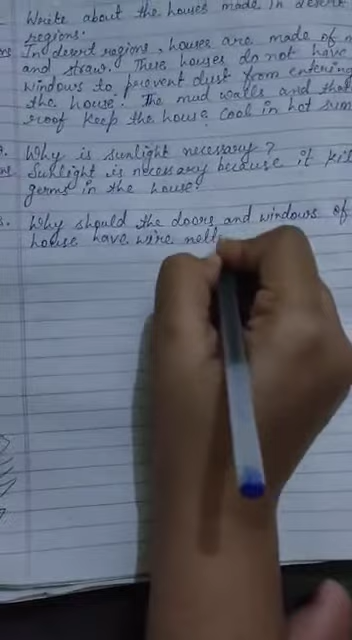 Write about the houses made in desert
regions.
In desert regions, houses are made of m
and straw. These houses do not have
windows to prevent dust from entering
the house. The mud walls and that
roof keep the house cool in hot sum
Why is sunlight necessary?
ns Sunlight is necessary because it kil
germs in the house.
3. Why should the doors and windows of
house have wire nett